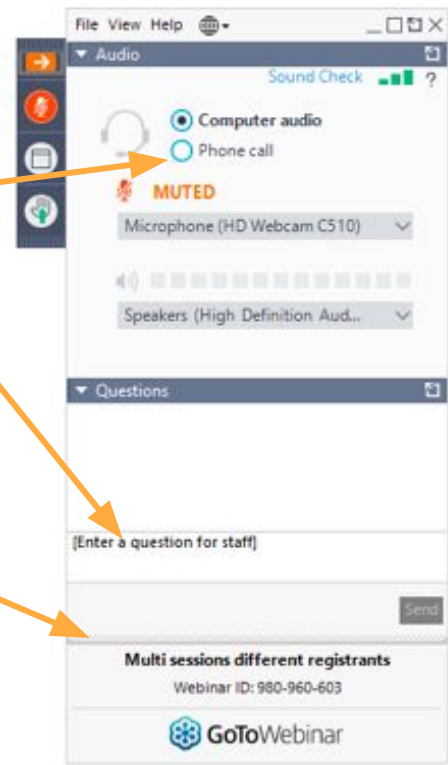 File View Help
Audio
Sound Check ?
Computer audio
Phone call
MUTED
Microphone (HD Webcam C510)
Speakers (High Definition Aud...
Questions
[Enter a question for staff]
Send
Multi sessions different registrants
Webinar ID: 980-960-603
GoToWebinar